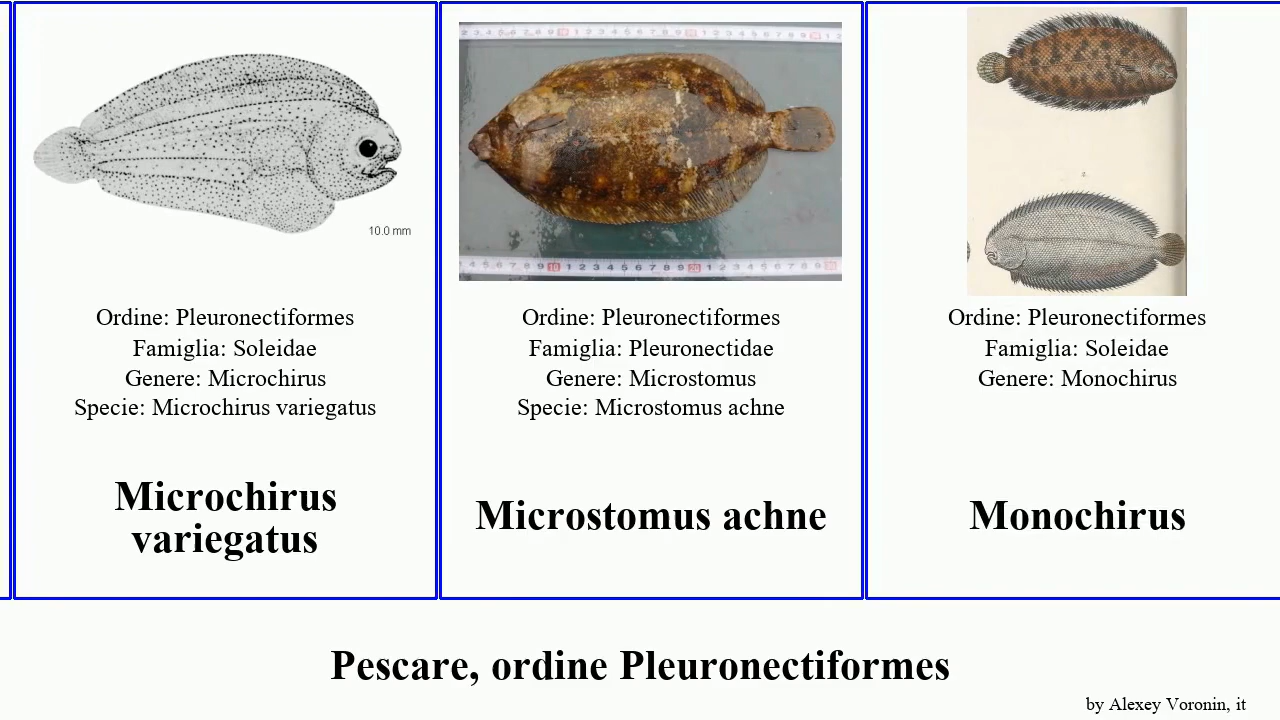 10.0 mm
Ordine: Pleuronectiformes
Famiglia: Soleidae
Genere: Microchirus
Specie: Microchirus variegatus
Microchirus
variegatus
Ordine: Pleuronectiformes
Famiglia: Pleuronectidae
Genere: Microstomus
Specie: Microstomus achne
Microstomus achne
Ordine: Pleuronectiformes
Famiglia: Soleidae
Genere: Monochirus
Monochirus
Pescare, ordine Pleuronectiformes
by Alexey Voronin, it